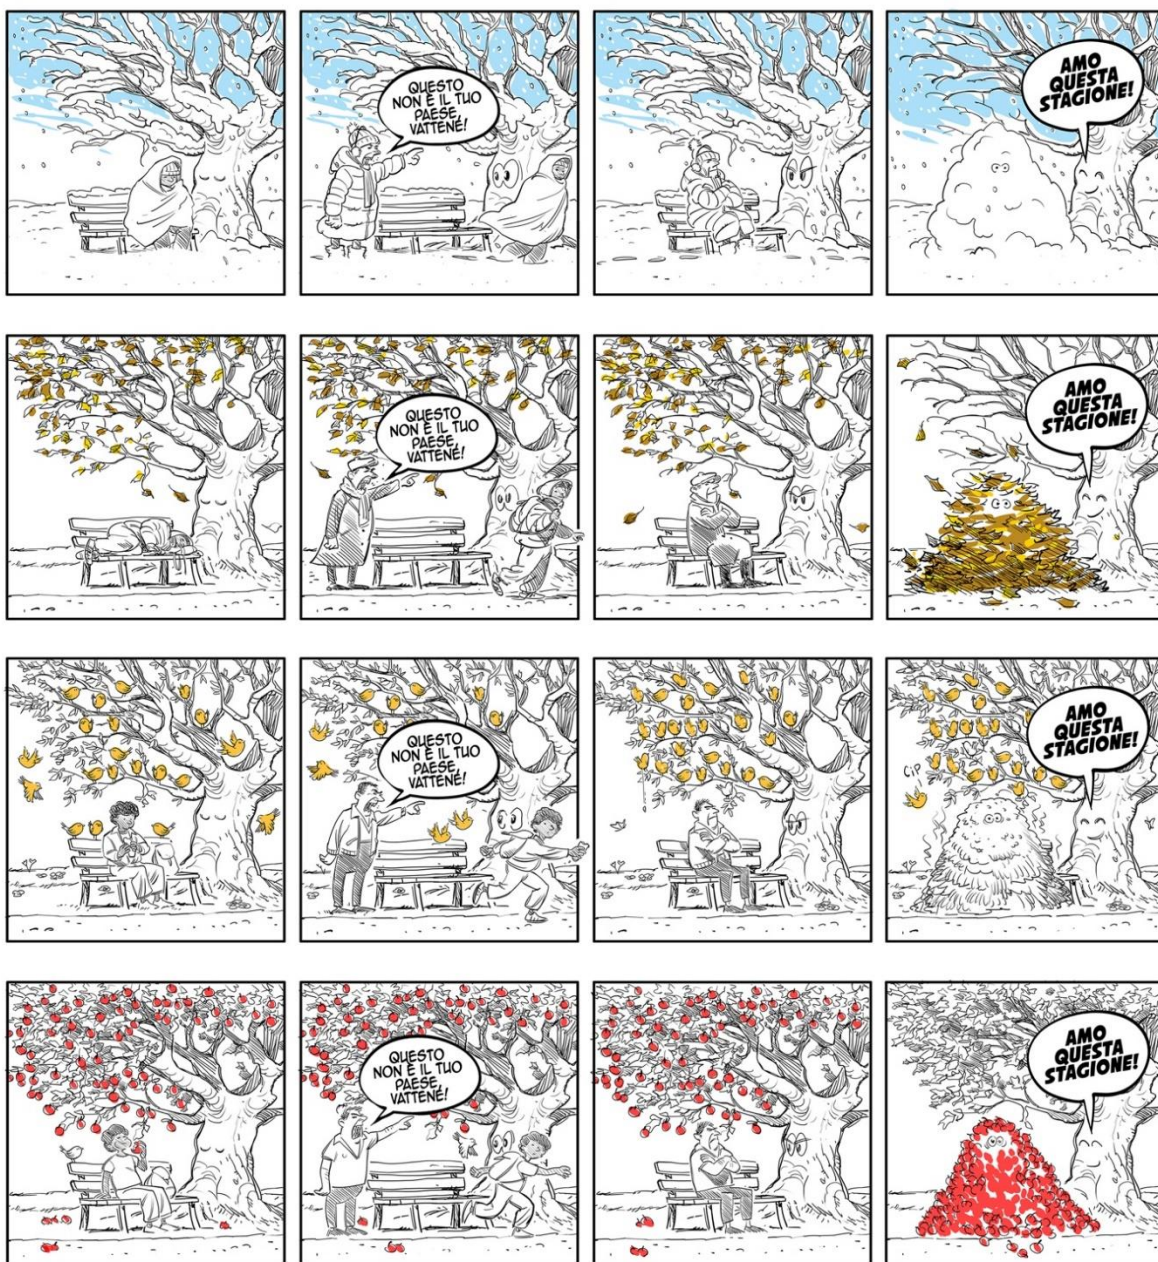 QUESTO
NON È IL TUO
PAESE,
VATTENE!
AMO
QUESTA
STAGIONE!
QUESTO
NON È IL TUO
PAESE,
VATTENE!
AMO
QUESTA
STAGIONE!
QUESTO
NON È IL TUO
PAESE,
VATTENE!
AMO
QUESTA
STAGIONE!
CiP
QUESTO
NON È IL TUO
PAESE,
VATTENE!
AMO
QUESTA
STAGIONE!